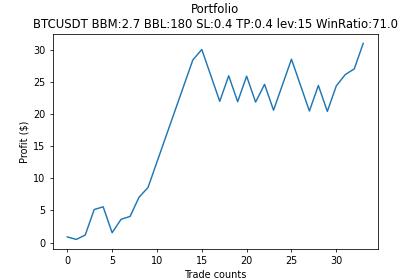 Portfolio
BTCUSDT BBM:2.7 BBL:180 SL:0.4 TP:0.4 lev:15 WinRatio:71.0
30
25
20
15
10
5
0
Profit ($)
0 5 10 15 20 25 30
Trade counts